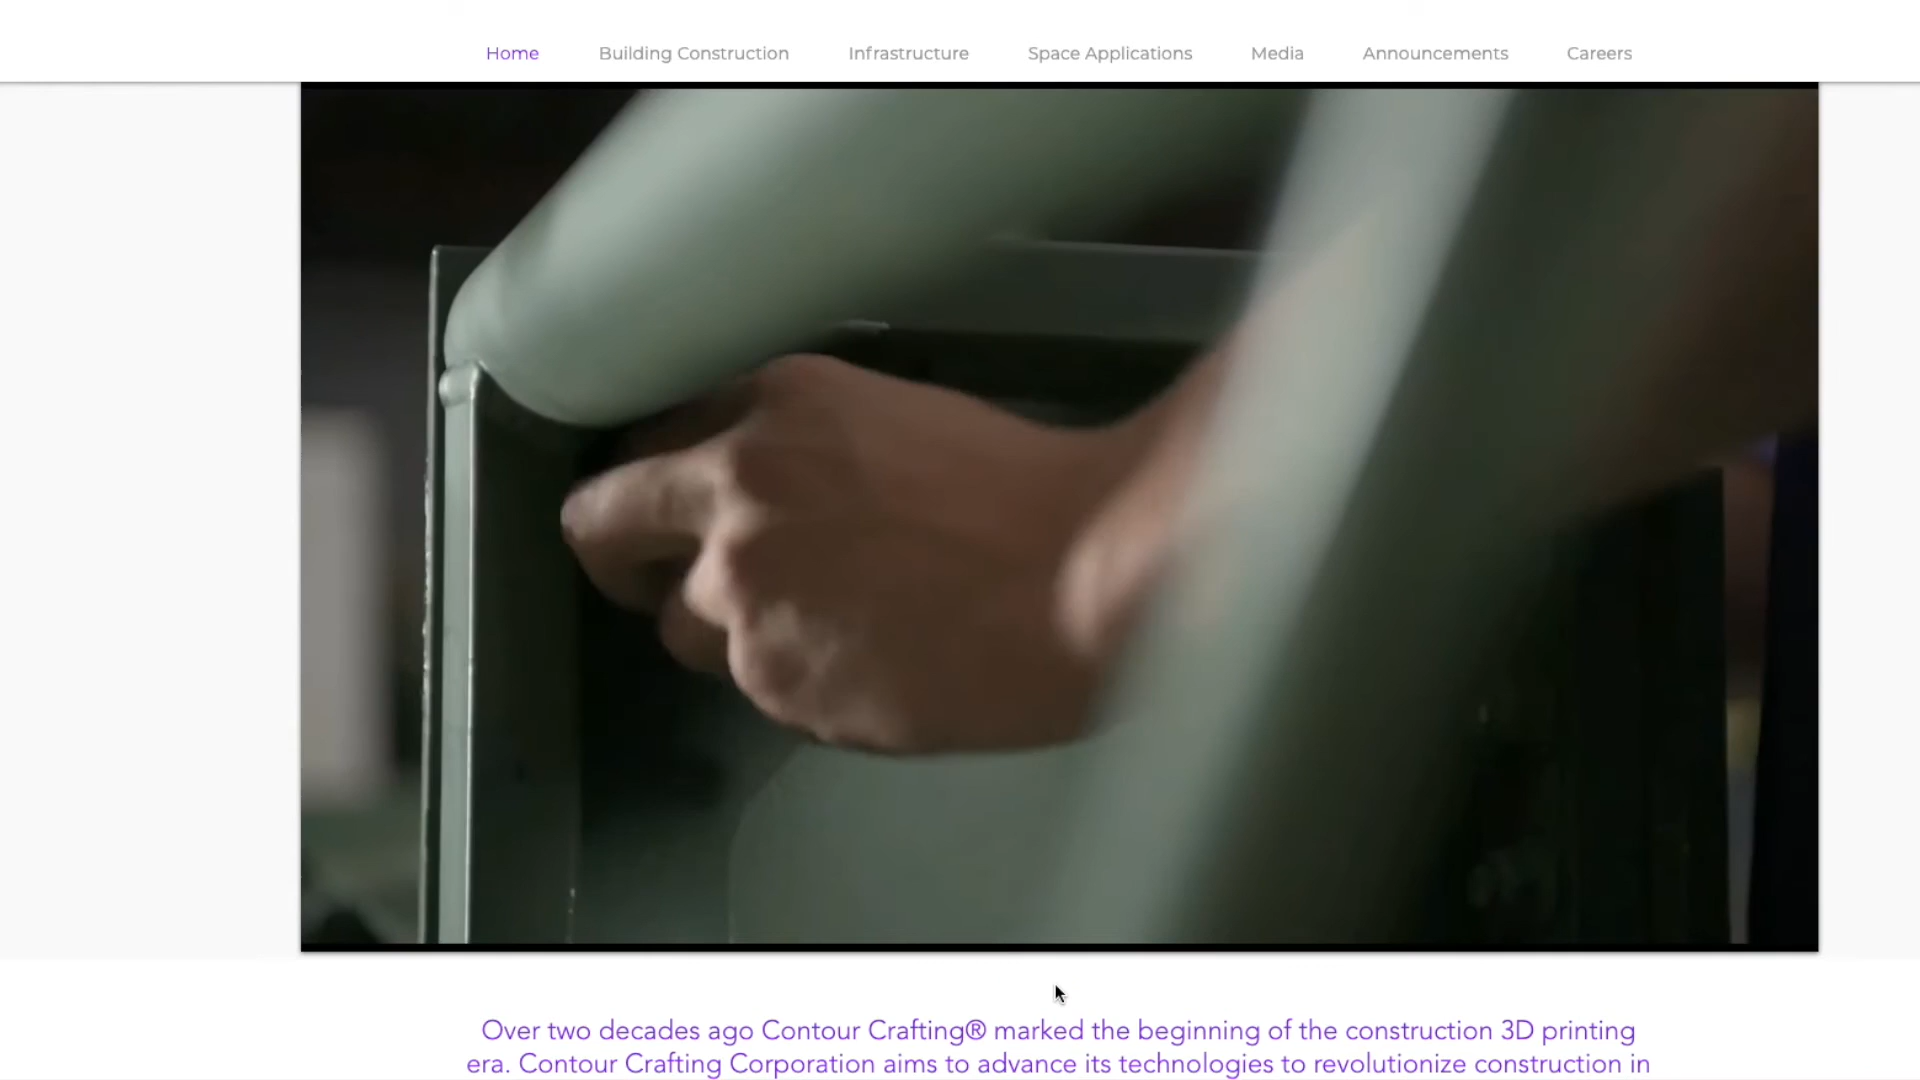 Home Building Construction Infrastructure Space Applications Media Announcements Careers
Over two decades ago Contour Crafting® marked the beginning of the construction 3D printing
era. Contour Crafting Corporation aims to advance its technologies to revolutionize construction in